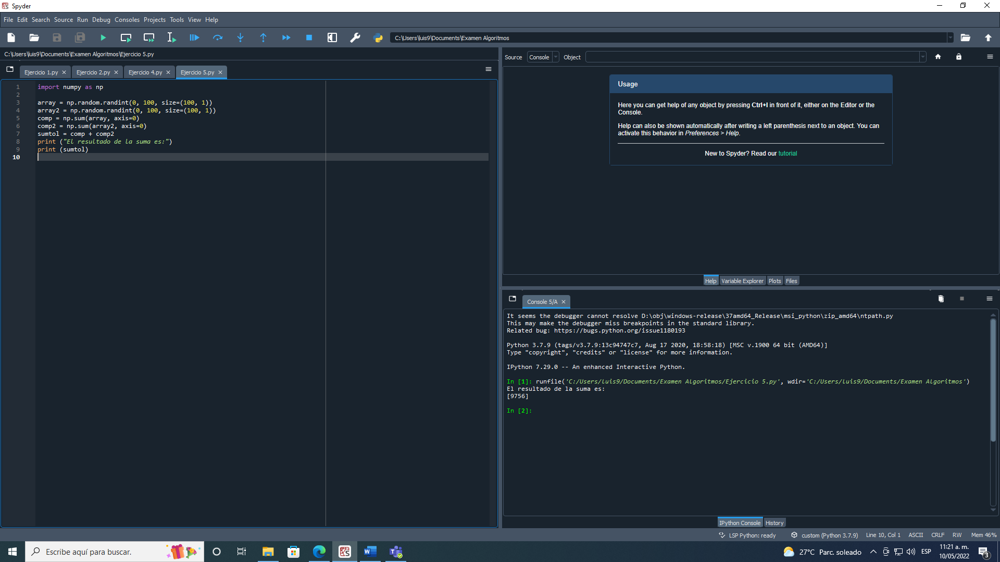 Spyder
File Edit Search Source Run Debug Consoles Projects Tools View Help
C:\Users\luis9\Documents\Examen Algoritmos
C:\Users\luis9\Documents\Examen Algoritmos\Ejercicio 5.py
Ejercicio 1.py Ejercicio 2.py Ejercicio 4.py Ejercicio 5.py
1 import numpy as np
2
3 array = np.random.randint(0, 100, size=(100, 1))
4 array2 = np.random.randint(0, 100, size=(100, 1))
5 comp = np.sum(array, axis=0)
6 comp2 = np.sum(array2, axis=0)
7 sumtol = comp + comp2
8 print ("El resultado de la suma es:")
9 print (sumtol)
10
Source Console Object
Usage
Here you can get help of any object by pressing Ctrl+I in front of it, either on the Editor or the
Console.
Help can also be shown automatically after writing a left parenthesis next to an object. You can
activate this behavior in Preferences > Help.
New to Spyder? Read our tutorial
Help Variable Explorer Plots Files
Console 5/A
It seems the debugger cannot resolve D:\obj\windows-release\37amd64_Release\msi_python\zip_amd64\ntpath.py
This may make the debugger miss breakpoints in the standard library.
Related bug: https://bugs.python.org/issue1180193
Python 3.7.9 (tags/v3.7.9:13c94747c7, Aug 17 2020, 18:58:18) [MSC v.1900 64 bit (AMD64)]
Type "copyright", "credits" or "license" for more information.
IPython 7.29.0 -- An enhanced Interactive Python.
In [1]: runfile('C:/Users/luis9/Documents/Examen Algoritmos/Ejercicio 5.py', wdir='C:/Users/luis9/Documents/Examen Algoritmos')
El resultado de la suma es:
[9756]
In [2]:
IPython Console History
LSP Python: ready custom (Python 3.7.9) Line 10, Col 1 ASCII CRLF RW Mem 46%
Escribe aquí para buscar.
27°C Parc. soleado ESP
11:21 a. m.
10/05/2022
3